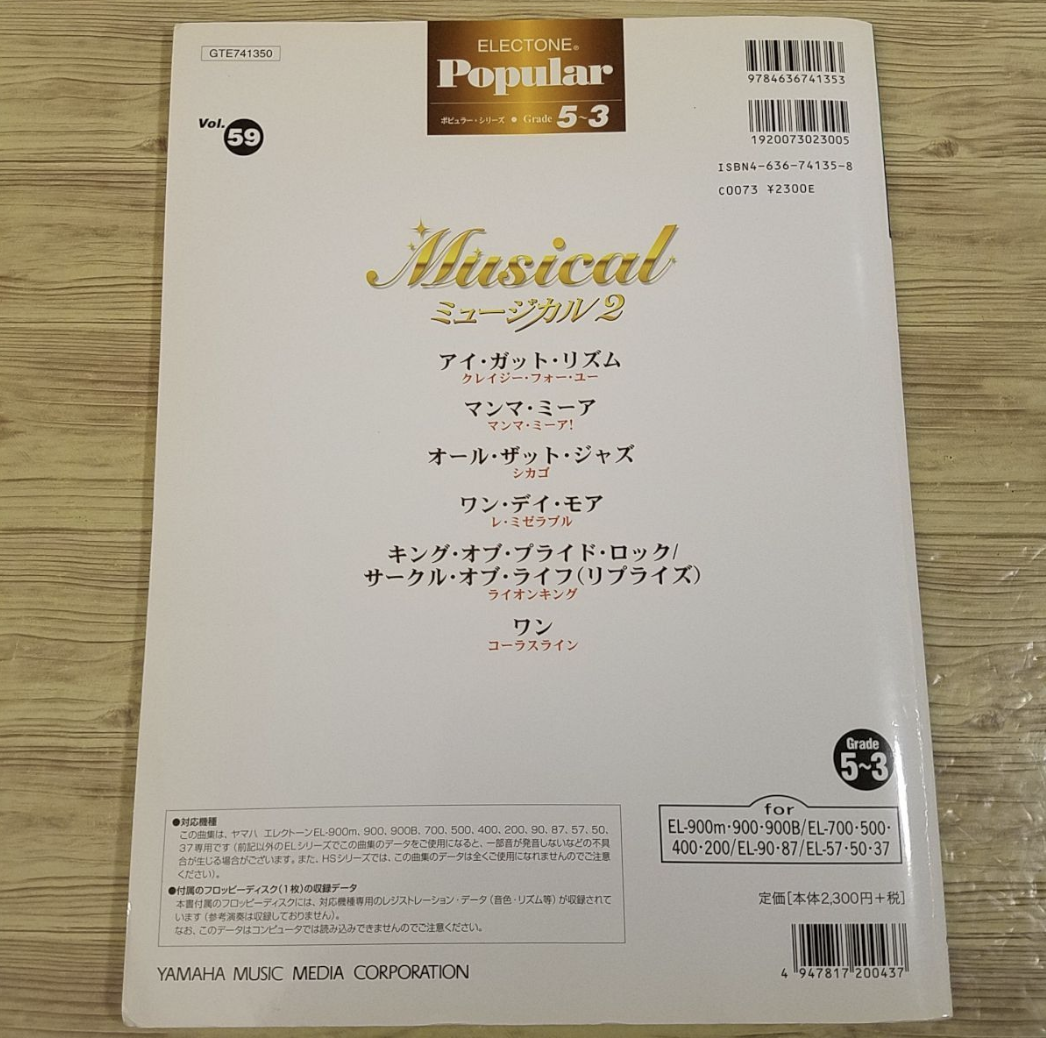 GTE741350
ELECTONE®
Popular
ポピュラー・シリーズ ● Grade 5~3
Vol. 59
9784636741353
1920073023005
ISBN4-636-74135-8
C0073 ¥2300E
Musical
ミュージカル2
アイ・ガット・リズム
クレイジー・フォー・ユー
マンマ・ミーア
マンマ・ミーア!
オール・ザット・ジャズ
シカゴ
ワン・デイ・モア
レ・ミゼラブル
キング・オブ・プライド・ロック/
サークル・オブ・ライフ(リプライズ)
ライオンキング
ワン
コーラスライン
Grade
5~3
●対応機種
この曲集は、ヤマハ エレクトーンEL-900m、900、900B、700、500、400、200、90、87、57、50、
37専用です(前記以外のELシリーズでこの曲集のデータをご使用になると、一部音が発音しないなどの不具
合が生じる場合がございます。また、HSシリーズでは、この曲集のデータは全くご使用になれませんのでご注意
ください)。
●付属のフロッピーディスク(1枚)の収録データ
本書付属のフロッピーディスクには、対応機種専用のレジストレーション・データ(音色・リズム等)が収録されて
います(参考演奏は収録しておりません)。
なお、このデータはコンピュータでは読み込みできませんのでご注意ください。
for
EL-900m・900・900B/EL-700・500・
400・200/EL-90・87/EL-57・50・37
定価[本体2,300円+税]
4 947817 200437
YAMAHA MUSIC MEDIA CORPORATION